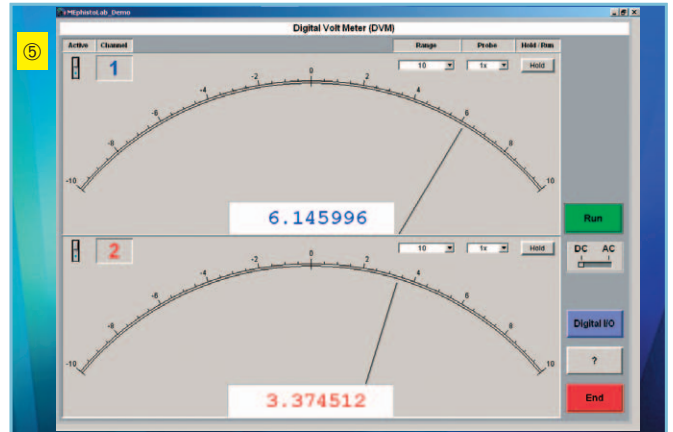 MEphistoLab_Demo
Digital Volt Meter (DVM)
⑤
Active Channel Range Probe Hold / Run
1 10 1x Hold
-10 -8 -6 -4 -2 0 2 4 6 8 10
6.145996
Run
2 10 1x Hold
DC AC
-10 -8 -6 -4 -2 0 2 4 6 8 10
Digital I/O
?
3.374512
End